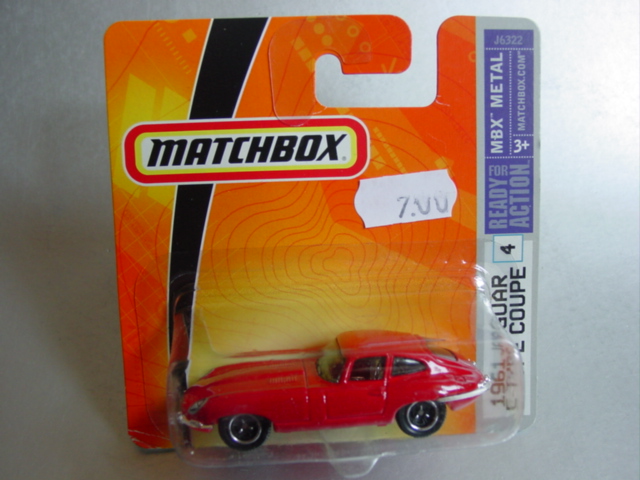 MATCHBOX
7.00
J6322
MBX METAL
MATCHBOX.COM
3+
READY FOR ACTION
4
1961
COUPE